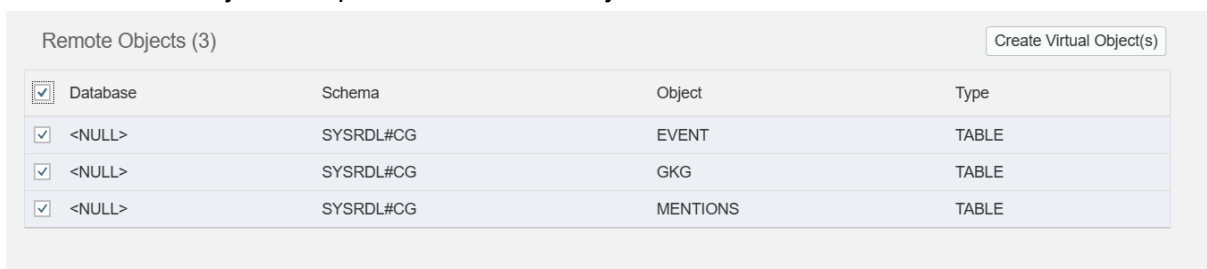 Remote Objects (3) Create Virtual Object(s)
Database Schema Object Type
<NULL> SYSRDL#CG EVENT TABLE
<NULL> SYSRDL#CG GKG TABLE
<NULL> SYSRDL#CG MENTIONS TABLE